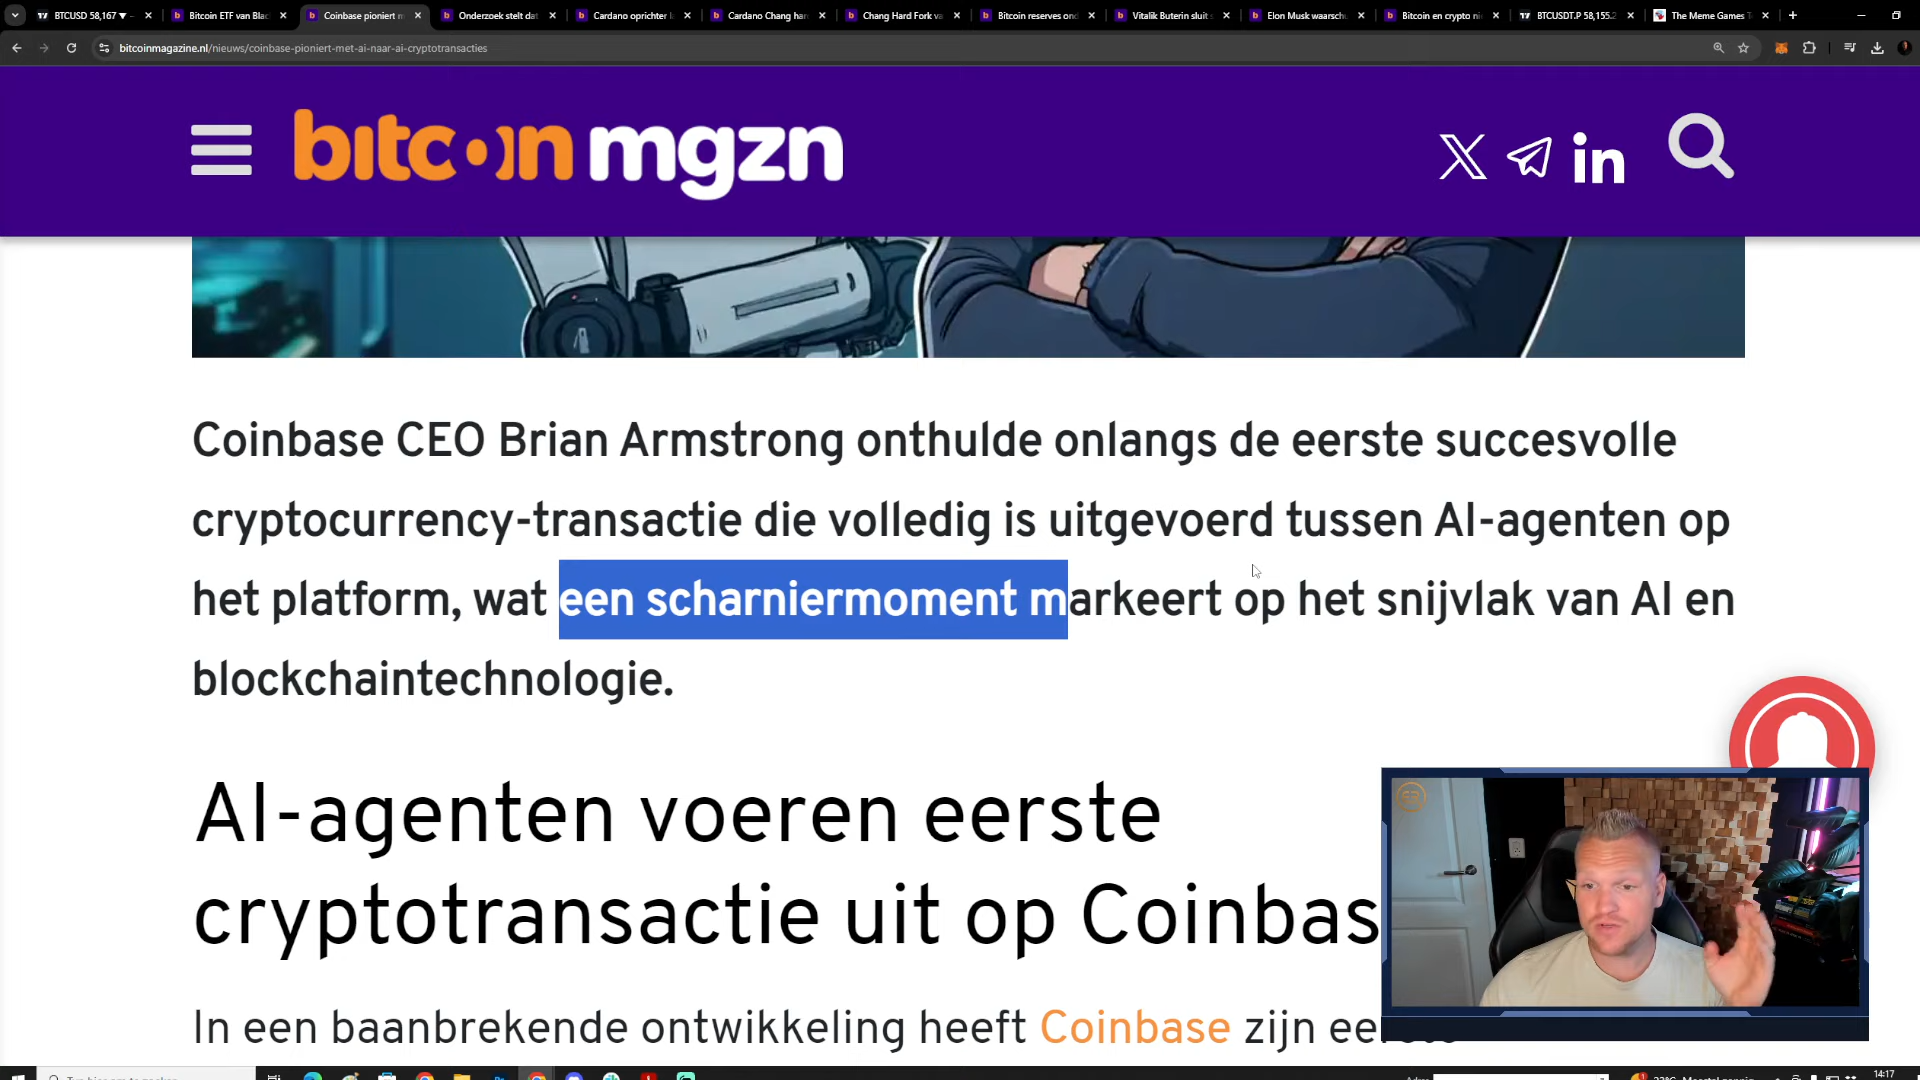 BTCUSD 58,167 ▼
Bitcoin ETF van Blac
Coinbase pioniert m
Onderzoek stelt dat
Cardano oprichter l
Cardano Chang har
Chang Hard Fork va
Bitcoin reserves ond
Vitalik Buterin sluit
Elon Musk waarsch
Bitcoin en crypto ni
BTCUSDT.P 58,155.2
The Meme Games T
bitcoinmagazine.nl/nieuws/coinbase-pioniert-met-ai-naar-ai-cryptotransacties
bitcoin mgzn
Coinbase CEO Brian Armstrong onthulde onlangs de eerste succesvolle
cryptocurrency-transactie die volledig is uitgevoerd tussen AI-agenten op
het platform, wat een scharniermoment markeert op het snijvlak van AI en
blockchaintechnologie.
AI-agenten voeren eerste
cryptotransactie uit op Coinbas
In een baanbrekende ontwikkeling heeft Coinbase zijn eerste
14:17